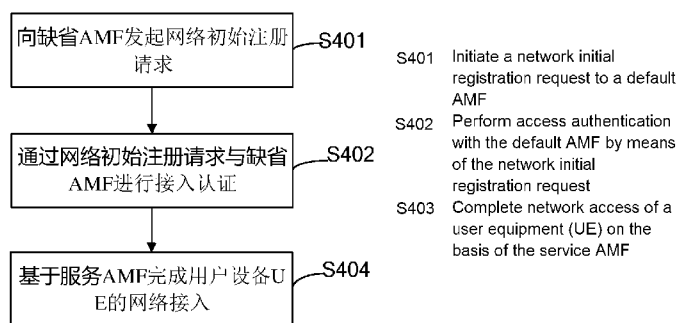 向缺省AMF发起网络初始注册
请求
S401
通过网络初始注册请求与缺省
AMF进行接入认证
S402
基于服务AMF完成用户设备U
E的网络接入
S404
S401 Initiate a network initial
registration request to a default
AMF
S402 Perform access authentication
with the default AMF by means
of the network initial
registration request
S403 Complete network access of a
user equipment (UE) on the
basis of the service AMF